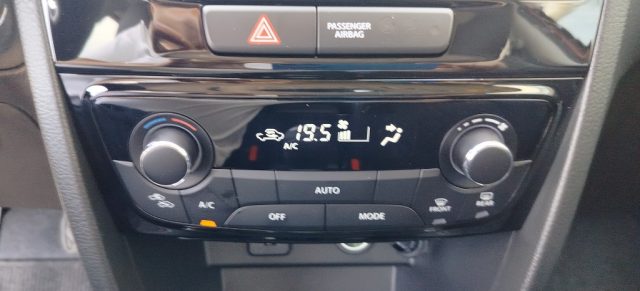 PASSENGER
AIRBAG
19.5
A/C
AUTO
A/C
OFF
MODE
FRONT
REAR